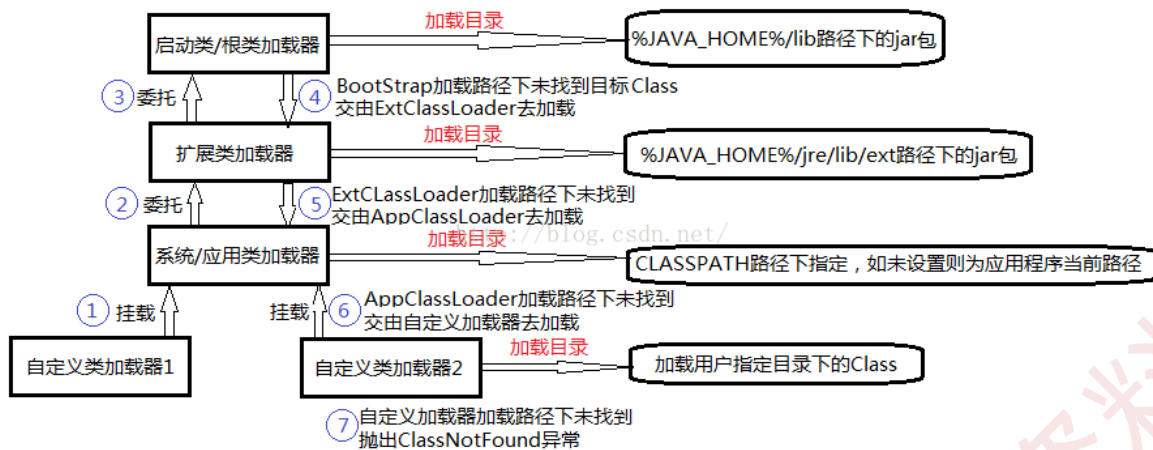 启动类/根类加载器
加载目录
%JAVA_HOME%/lib路径下的jar包
③ 委托
④ BootStrap加载路径下未找到目标Class
交由ExtClassLoader去加载
扩展类加载器
加载目录
%JAVA_HOME%/jre/lib/ext路径下的jar包
② 委托
⑤ ExtCLassLoader加载路径下未找到
交由AppClassLoader去加载
http://blog.csdn.net/
系统/应用类加载器
加载目录
CLASSPATH路径下指定，如未设置则为应用程序当前路径
① 挂载
挂载
⑥ AppClassLoader加载路径下未找到
交由自定义加载器去加载
自定义类加载器1
自定义类加载器2
加载目录
加载用户指定目录下的Class
⑦ 自定义加载器加载路径下未找到
抛出ClassNotFound异常
料